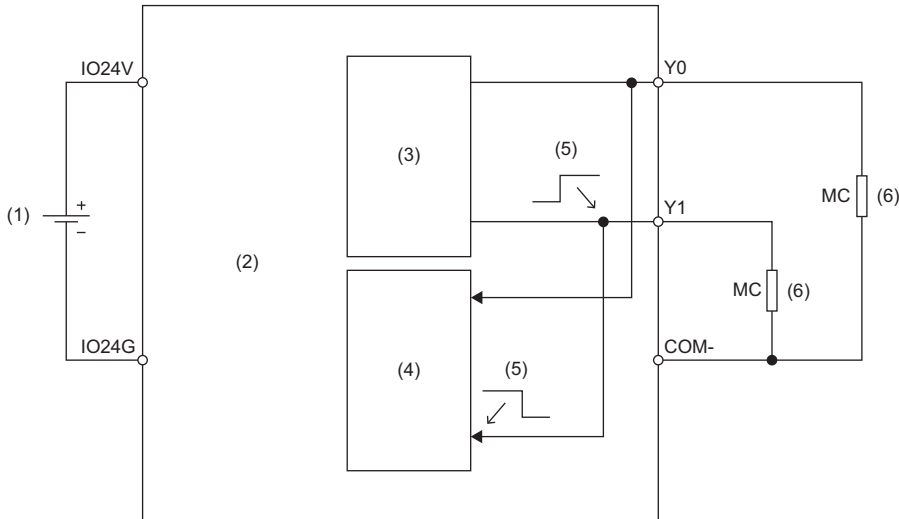 IO24V
Y0
(3)
(5)
MC
(6)
(1)
+
−
Y1
(2)
MC
(6)
IO24G
COM-
(4)
(5)